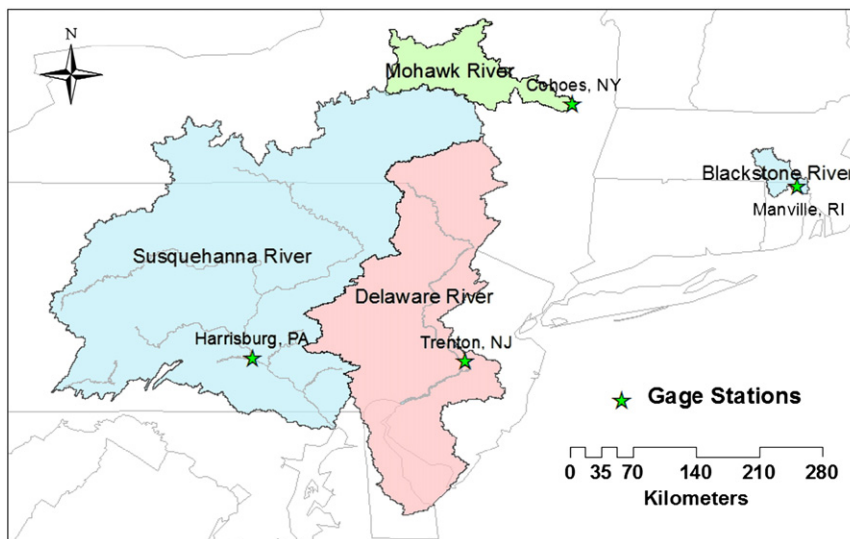 N
Mohawk River
Cohoes, NY
Blackstone River
Manville, RI
Susquehanna River
Delaware River
Harrisburg, PA
Trenton, NJ
Gage Stations
0 35 70 140 210 280
Kilometers